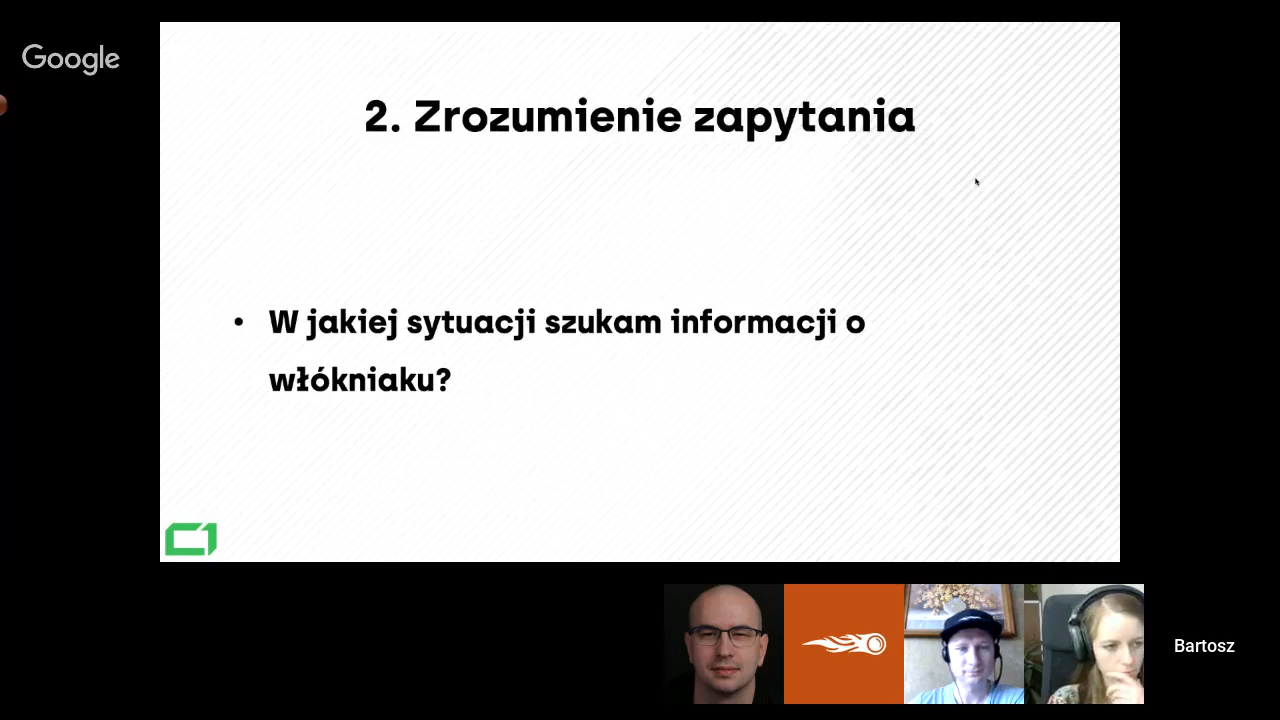 Google
2. Zrozumienie zapytania
• W jakiej sytuacji szukam informacji o
włókniaku?
Bartosz